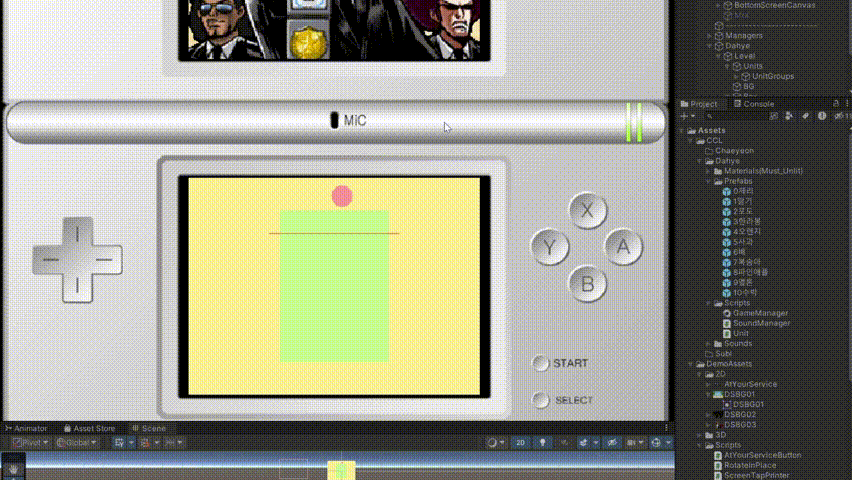 BottomScreenCanvas
Managers
Dahye
Level
Units
UnitGroups
BG
MiC
Project
Console
Assets
CCL
Chaeyeon
Dahye
Materials(Must_Unlit)
Prefabs
0체리
1딸기
2포도
3한라봉
4오렌지
5사과
6배
7복숭아
8파인애플
9멜론
10수박
Scripts
GameManager
SoundManager
Unit
Sounds
Subi
DemoAssets
2D
AtYourService
DSBG01
DSBG01
DSBG02
DSBG03
3D
Scripts
AtYourServiceButton
RotateInPlace
ScreenTapPrinter
X
Y
A
B
START
SELECT
Animator
Asset Store
Scene
Pivot
Global
2D